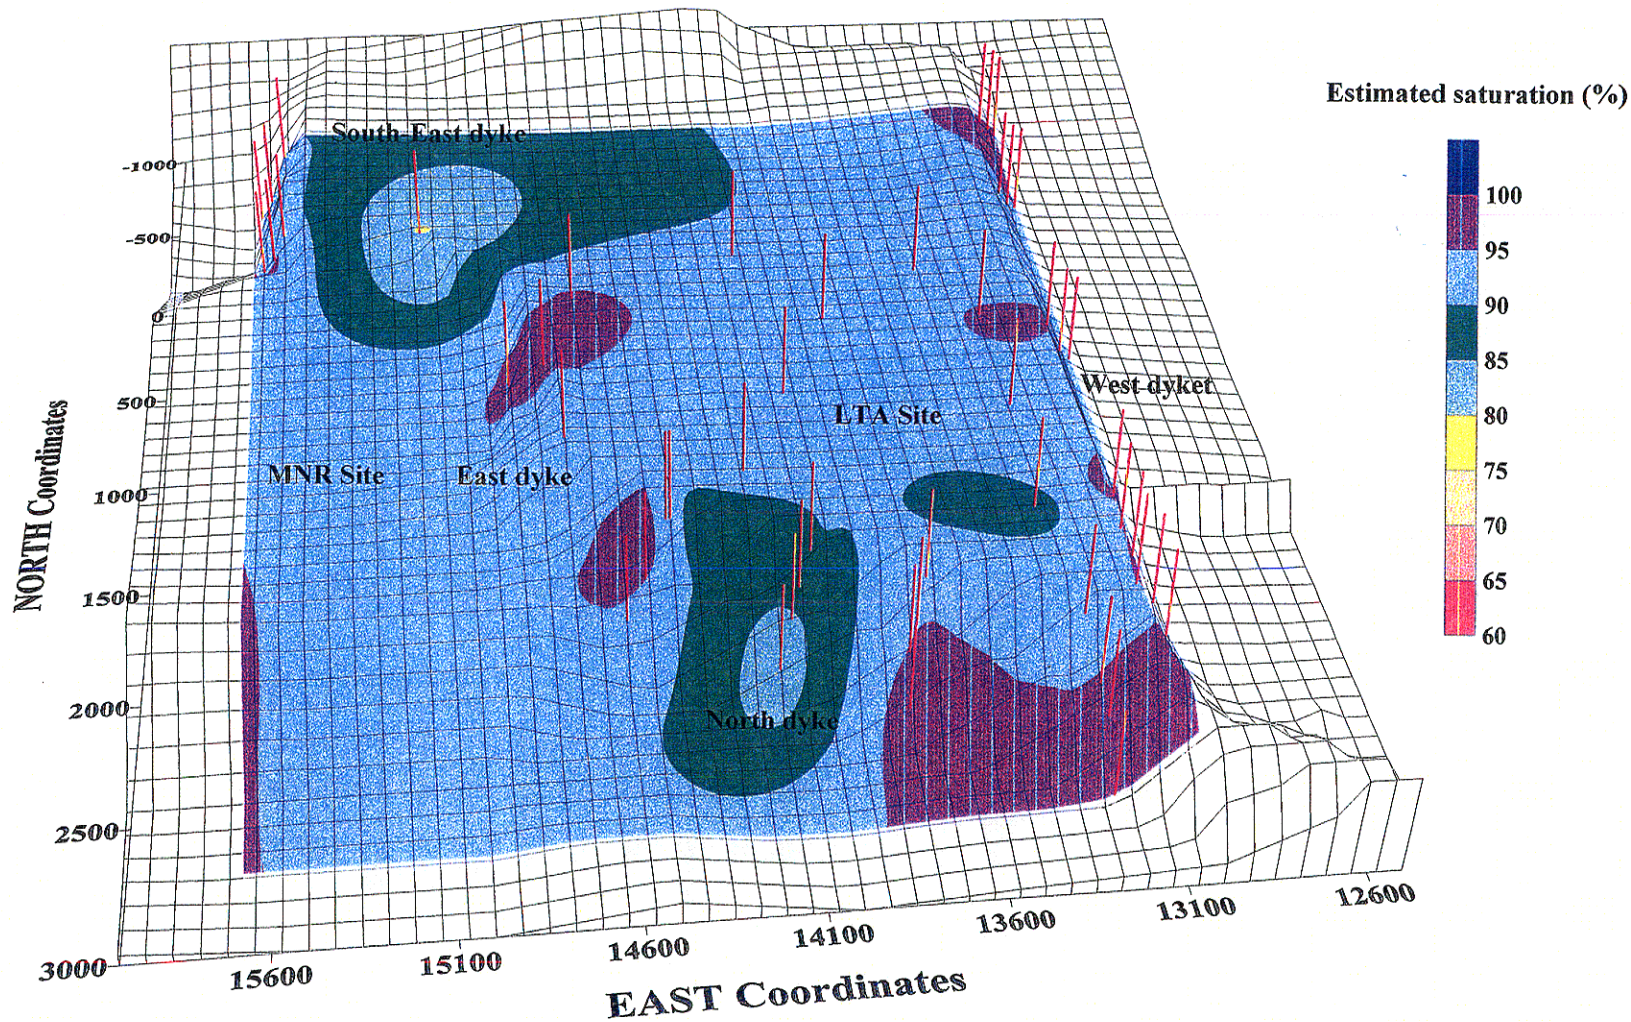 Estimated saturation (%)
South-East dyke
-1000
-500
0
500
1000
1500
2000
2500
3000
NORTH Coordinates
100
95
90
85
80
75
70
65
60
West dyket
LTA Site
MNR Site
East dyke
North dyke
15600
15100
14600
14100
13600
13100
12600
EAST Coordinates